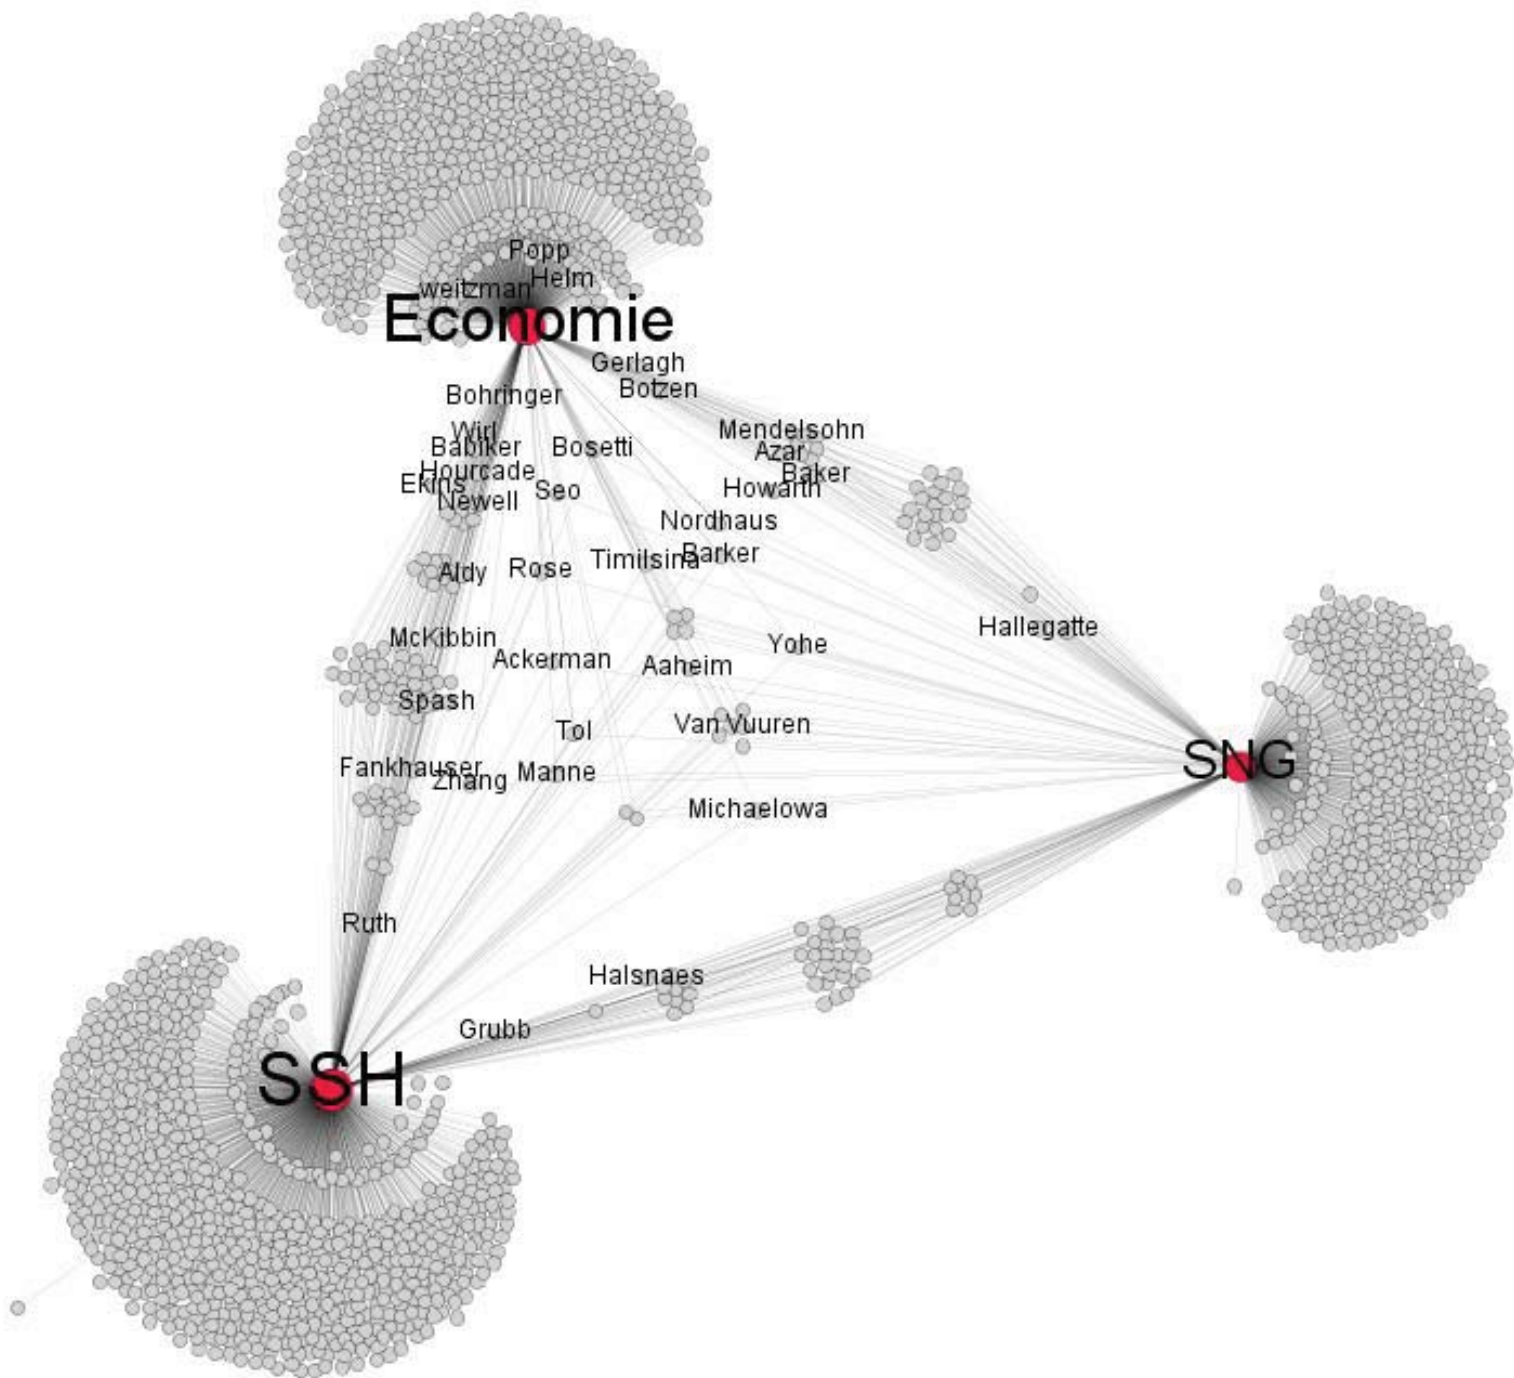 Popp
Helm
weitzman
Economie
Gerlagh
Botzen
Bohringer
Mendelsohn
Wirl
Babiker
Bosetti
Azar
Hourcade
Baker
Ekins
Seo
Howarth
Newell
Nordhaus
Barker
Timilsina
Rose
Aldy
Hallegatte
McKibbin
Yohe
Ackerman
Aaheim
Spash
Van Vuuren
Tol
SNG
Fankhauser
Manne
Zhang
Michaelowa
Ruth
Halsnaes
Grubb
SSH